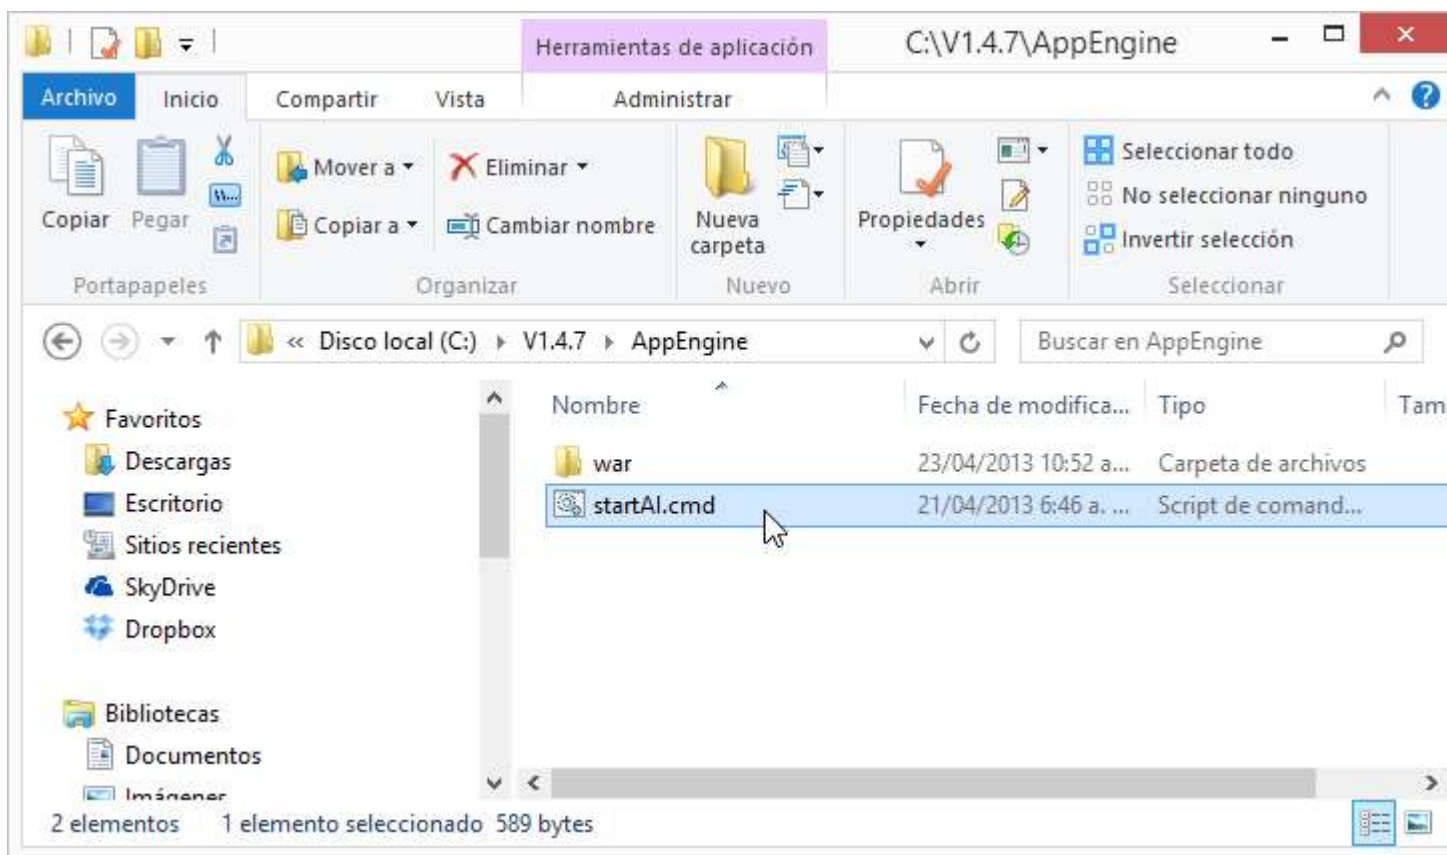 Herramientas de aplicación
C:\V1.4.7\AppEngine
Archivo Inicio Compartir Vista Administrar
Copiar Pegar Mover a Copiar a Eliminar Cambiar nombre Nueva carpeta Propiedades Seleccionar todo
No seleccionar ninguno
Invertir selección
Portapapeles Organizar Nuevo Abrir Seleccionar
« Disco local (C:) V1.4.7 AppEngine Buscar en AppEngine
Nombre Fecha de modifica... Tipo Tam
Favoritos
Descargas war 23/04/2013 10:52 a... Carpeta de archivos
Escritorio startAI.cmd 21/04/2013 6:46 a. ... Script de comand...
Sitios recientes
SkyDrive
Dropbox
Bibliotecas
Documentos
Imágenes
2 elementos 1 elemento seleccionado 589 bytes